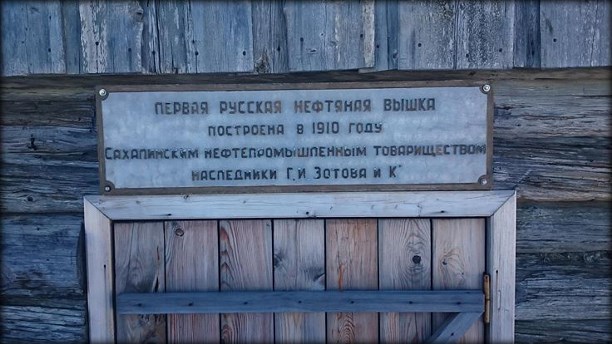 ПЕРВАЯ РУССКАЯ НЕФТЯНАЯ ВЫШКА
ПОСТРОЕНА В 1910 ГОДУ
САХАЛИНСКИМ НЕФТЕПРОМЫШЛЕННЫМ ТОВАРИЩЕСТВОМ
НАСЛЕДНИКИ Г.И ЗОТОВА И К°